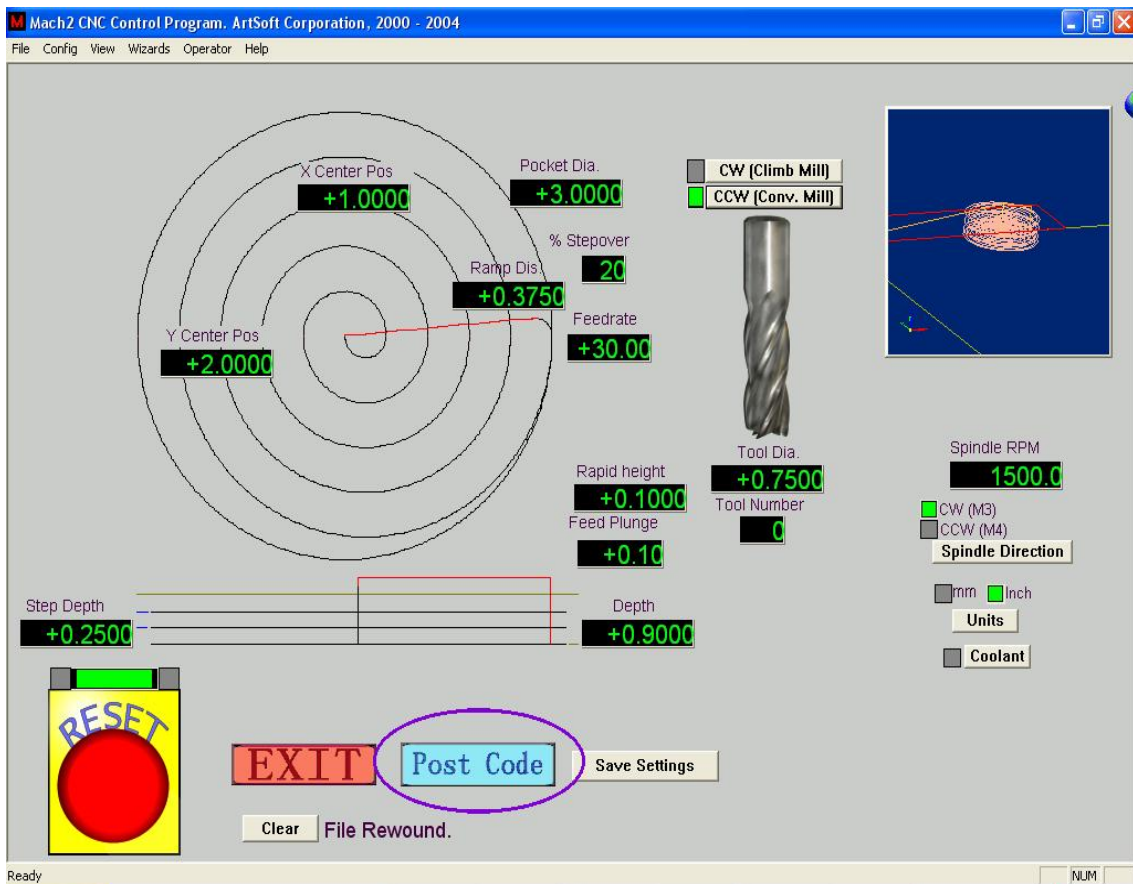 Mach2 CNC Control Program. ArtSoft Corporation, 2000 - 2004
File Config View Wizards Operator Help
X Center Pos
+1.0000
Pocket Dia.
+3.0000
CW (Climb Mill)
CCW (Conv. Mill)
% Stepover
20
Ramp Dis.
+0.3750
Feedrate
+30.00
Y Center Pos
+2.0000
Tool Dia.
+0.7500
Spindle RPM
1500.0
Rapid height
+0.1000
Tool Number
0
Feed Plunge
+0.10
CW (M3)
CCW (M4)
Spindle Direction
mm Inch
Units
Coolant
Step Depth
+0.2500
Depth
+0.9000
RESET
EXIT
Post Code
Save Settings
Clear
File Rewound.
Ready
NUM